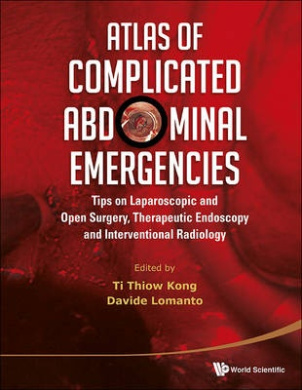 ATLAS OF
COMPLICATED
ABDOMINAL
EMERGENCIES
Tips on Laparoscopic and
Open Surgery, Therapeutic Endoscopy
and Interventional Radiology
Edited by
Ti Thiow Kong
Davide Lomanto
World Scientific